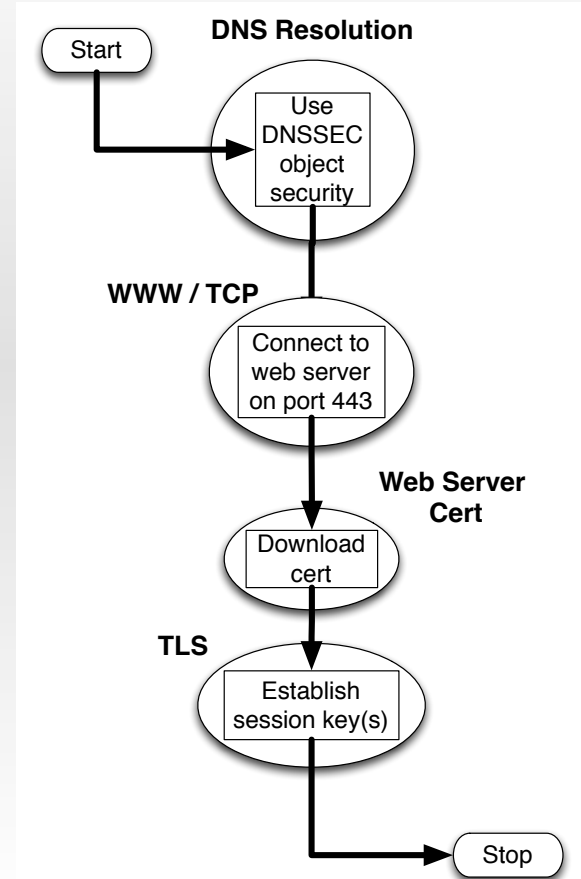 DNS Resolution
Start
Use
DNSSEC
object
security
WWW / TCP
Connect to
web server
on port 443
Web Server
Cert
Download
cert
TLS
Establish
session key(s)
Stop